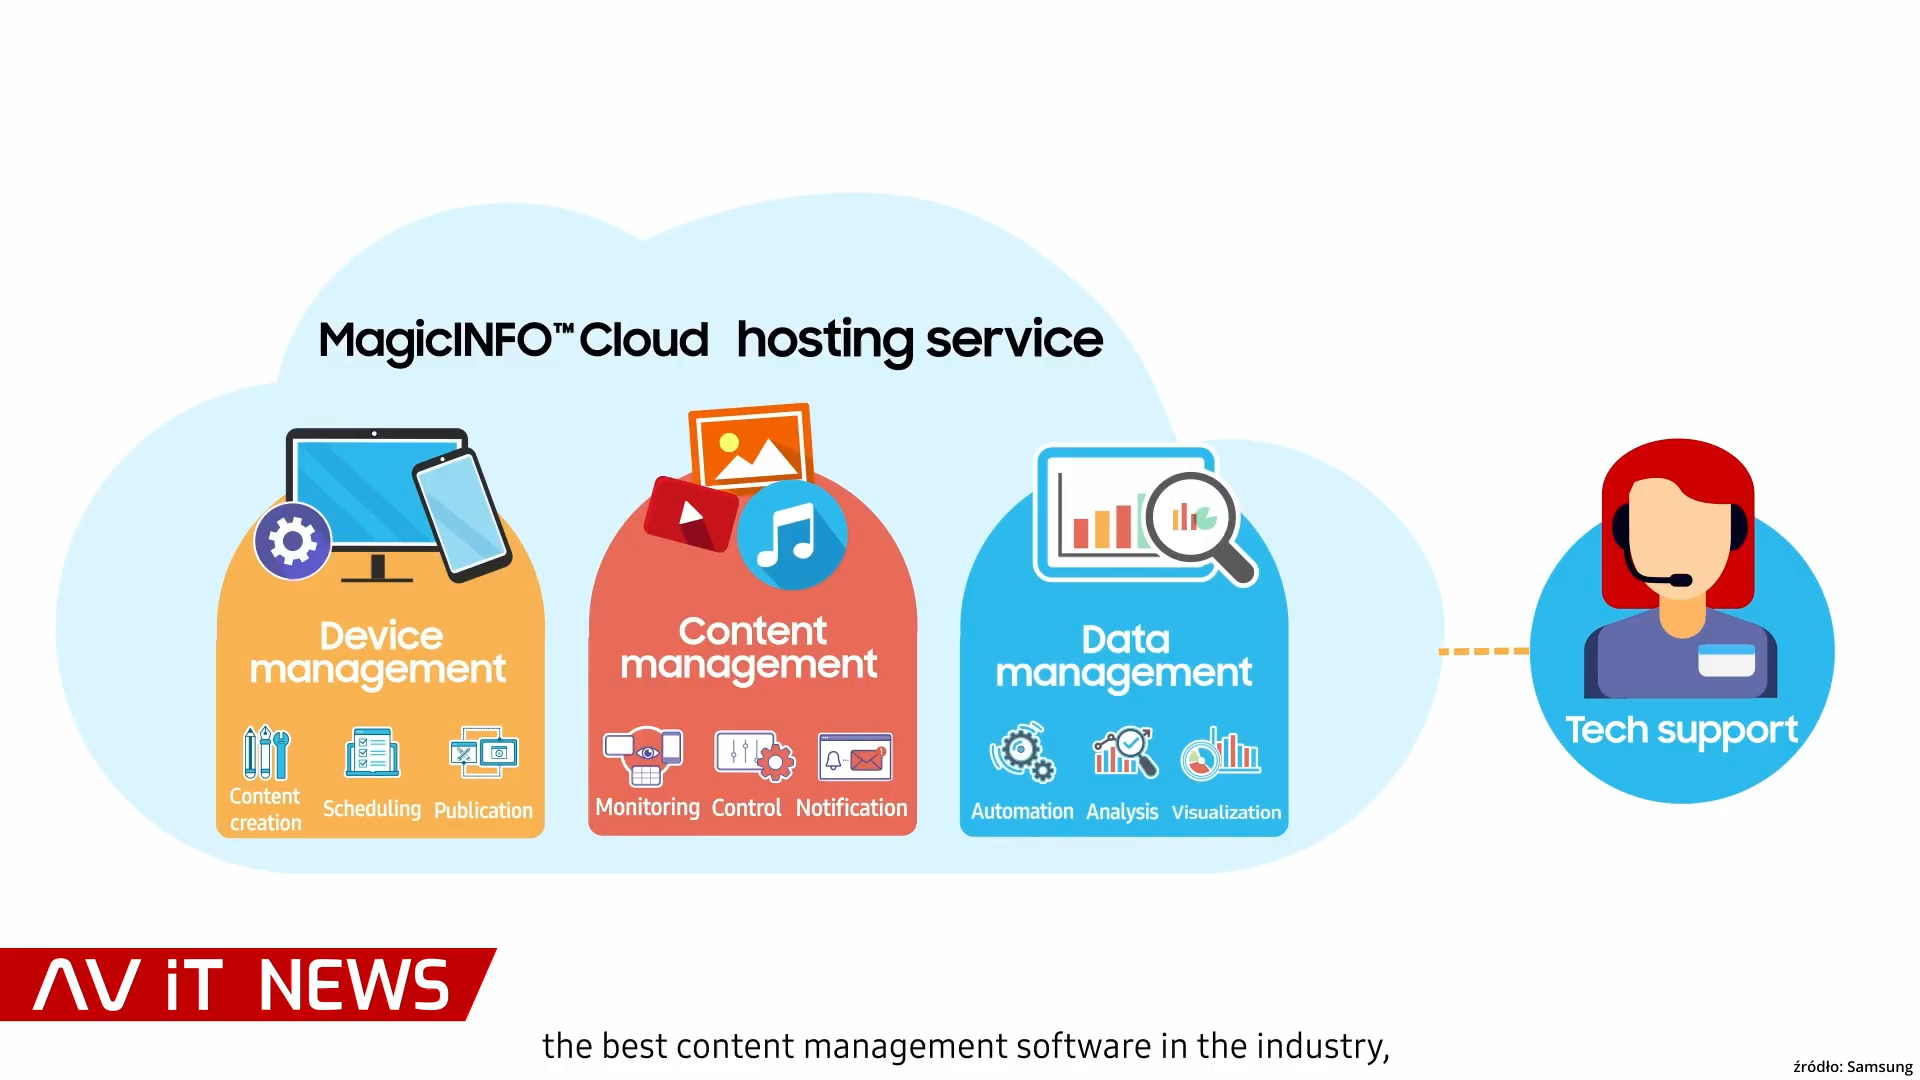 MagicINFO™ Cloud hosting service
Device
management
Content
creation
Scheduling
Publication
Content
management
Monitoring
Control
Notification
Data
management
Automation
Analysis
Visualization
Tech support
AV iT NEWS
the best content management software in the industry,
źródło: Samsung